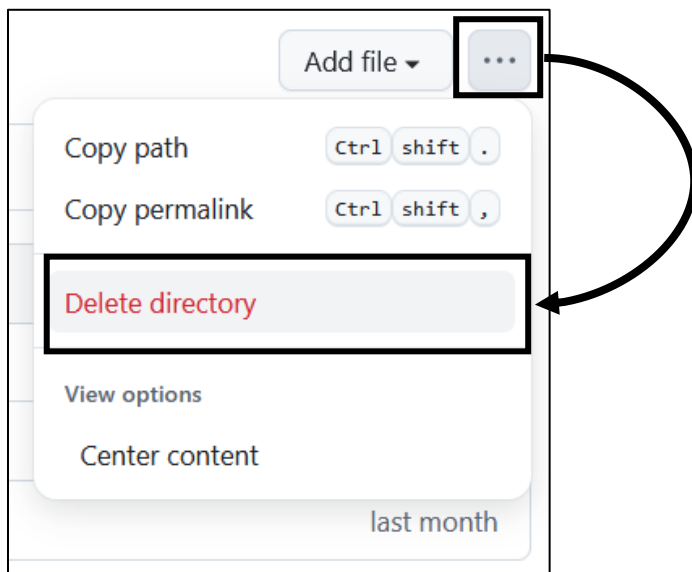 Add file ...
Copy path Ctrl shift .
Copy permalink Ctrl shift ,
Delete directory
View options
Center content
last month